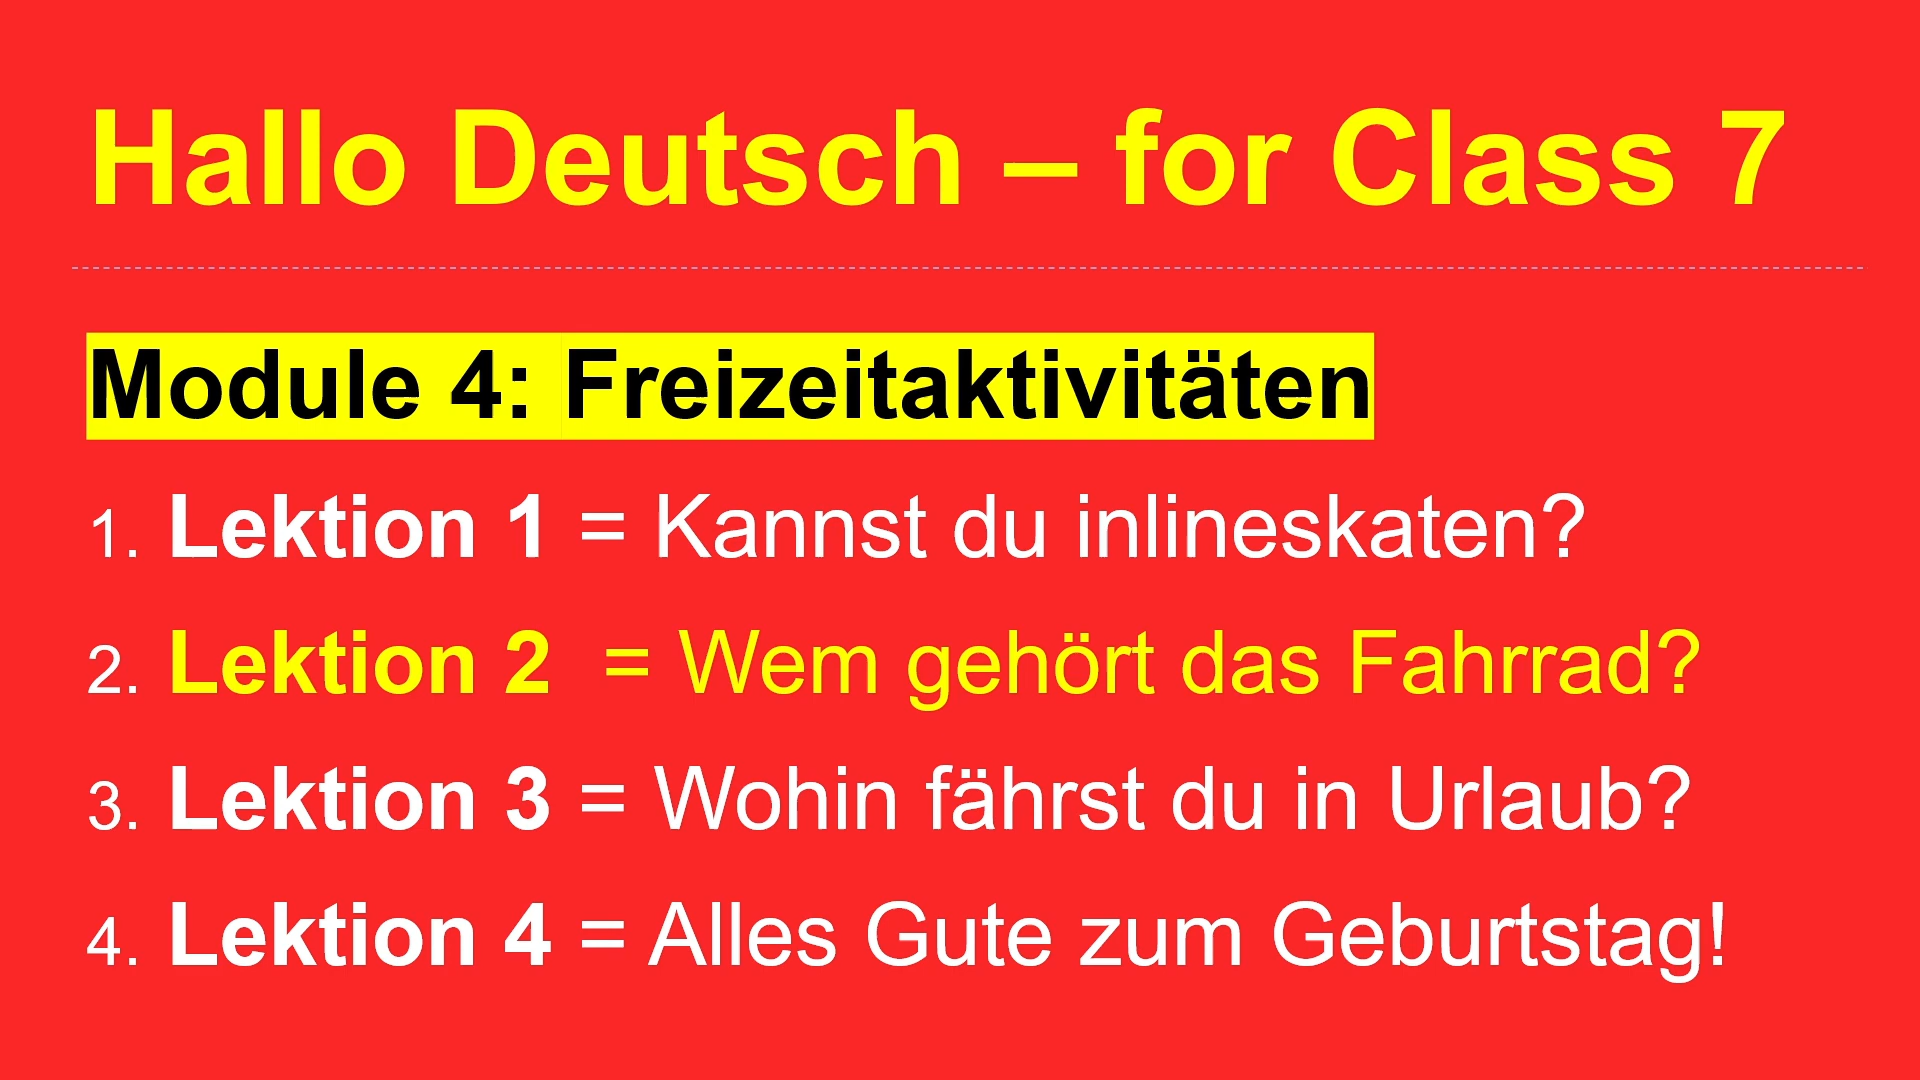 Hallo Deutsch – for Class 7
Module 4: Freizeitaktivitäten
1. Lektion 1 = Kannst du inlineskaten?
2. Lektion 2 = Wem gehört das Fahrrad?
3. Lektion 3 = Wohin fährst du in Urlaub?
4. Lektion 4 = Alles Gute zum Geburtstag!